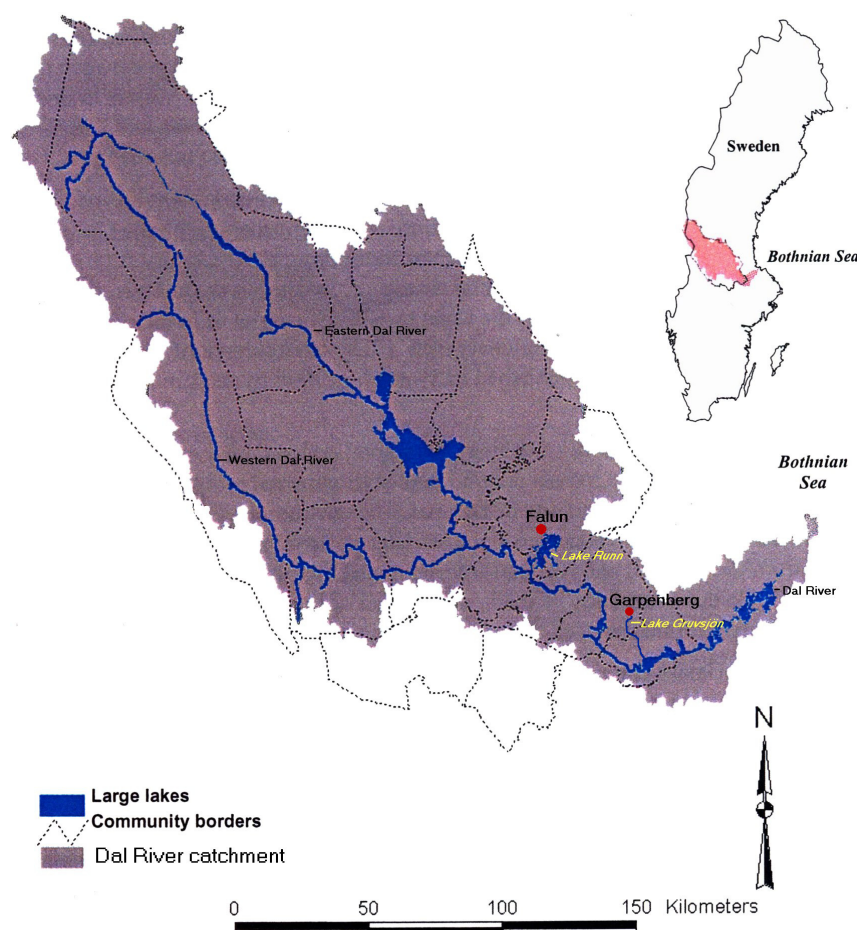 Sweden
Bothnian Sea
Eastern Dal River
Western Dal River
Bothnian
Sea
Falun
Lake Runn
Garpenberg
Dal River
Lake Gruvsjön
N
Large lakes
Community borders
Dal River catchment
0 50 100 150 Kilometers